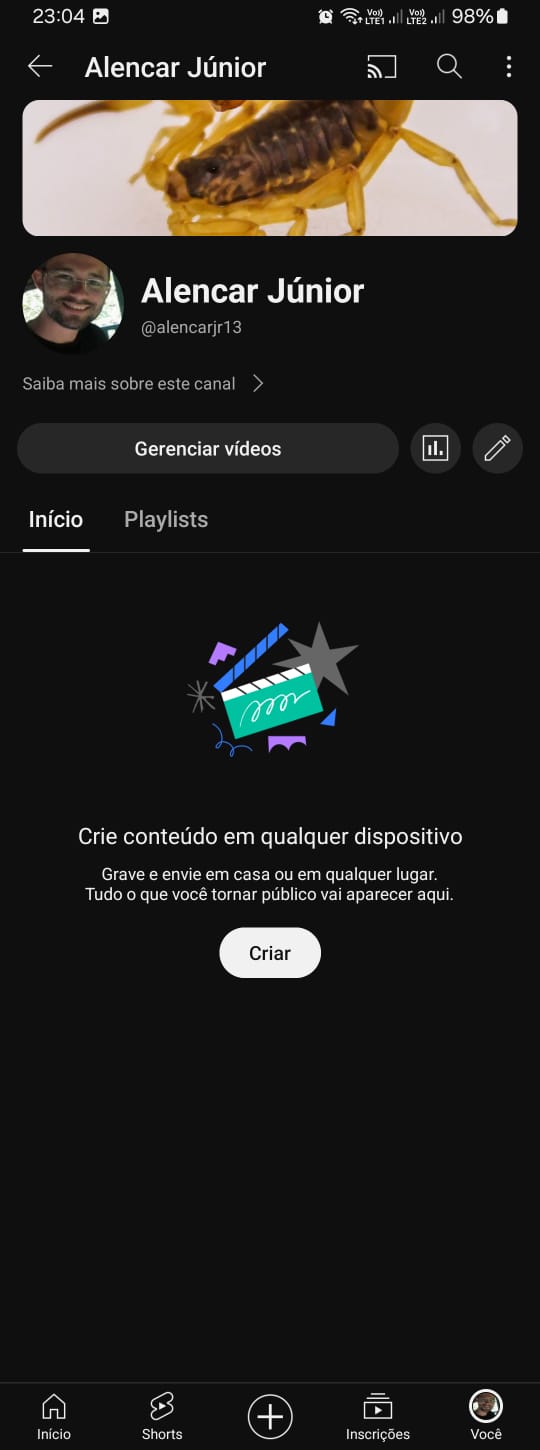 23:04
Vo)) LTE1 Vo)) LTE2 98%
Alencar Júnior
Alencar Júnior
@alencarjr13
Saiba mais sobre este canal
Gerenciar vídeos
Início Playlists
Crie conteúdo em qualquer dispositivo
Grave e envie em casa ou em qualquer lugar.
Tudo o que você tornar público vai aparecer aqui.
Criar
Início Shorts Inscrições Você